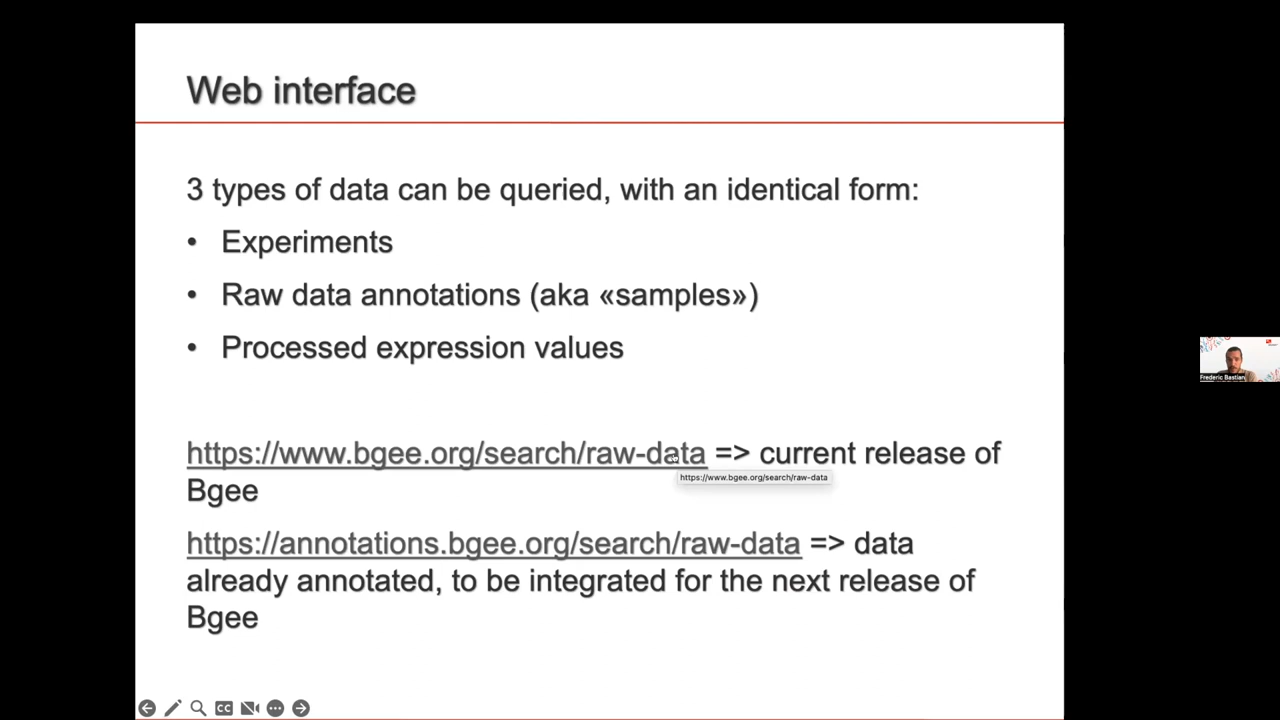 Web interface
3 types of data can be queried, with an identical form:
• Experiments
• Raw data annotations (aka «samples»)
• Processed expression values
https://www.bgee.org/search/raw-data => current release of
Bgee
https://www.bgee.org/search/raw-data
https://annotations.bgee.org/search/raw-data => data
already annotated, to be integrated for the next release of
Bgee
Frederic Bastian
CC